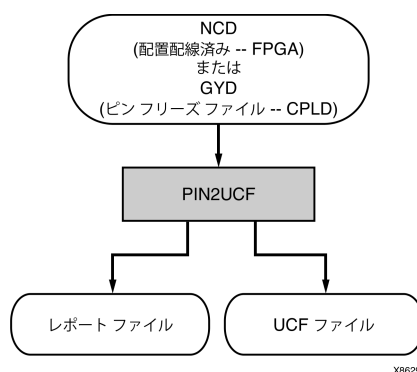 NCD
(配置配線済み -- FPGA)
または
GYD
(ピン フリーズ ファイル -- CPLD)
PIN2UCF
レポート ファイル
UCF ファイル
X8629